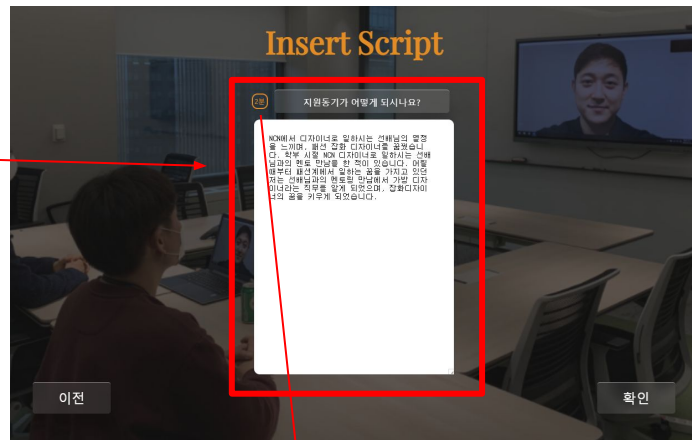 Insert Script
2분
지원동기가 어떻게 되시나요?
NCN에서 디자이너로 일하시는 선배님의 열정
을 느끼며, 패션 잡화 디자이너를 꿈꿨습니
다. 학부 시절 NCN 디자이너로 일하시는 선배
님과의 멘토 만남을 한 적이 있습니다. 어릴
때부터 패션계에서 일하는 꿈을 가지고 있던
저는 선배님과의 멘토링 만남에서 가방 디자
이너라는 직무를 알게 되었으며, 잡화디자이
너의 꿈을 키우게 되었습니다.
이전
확인